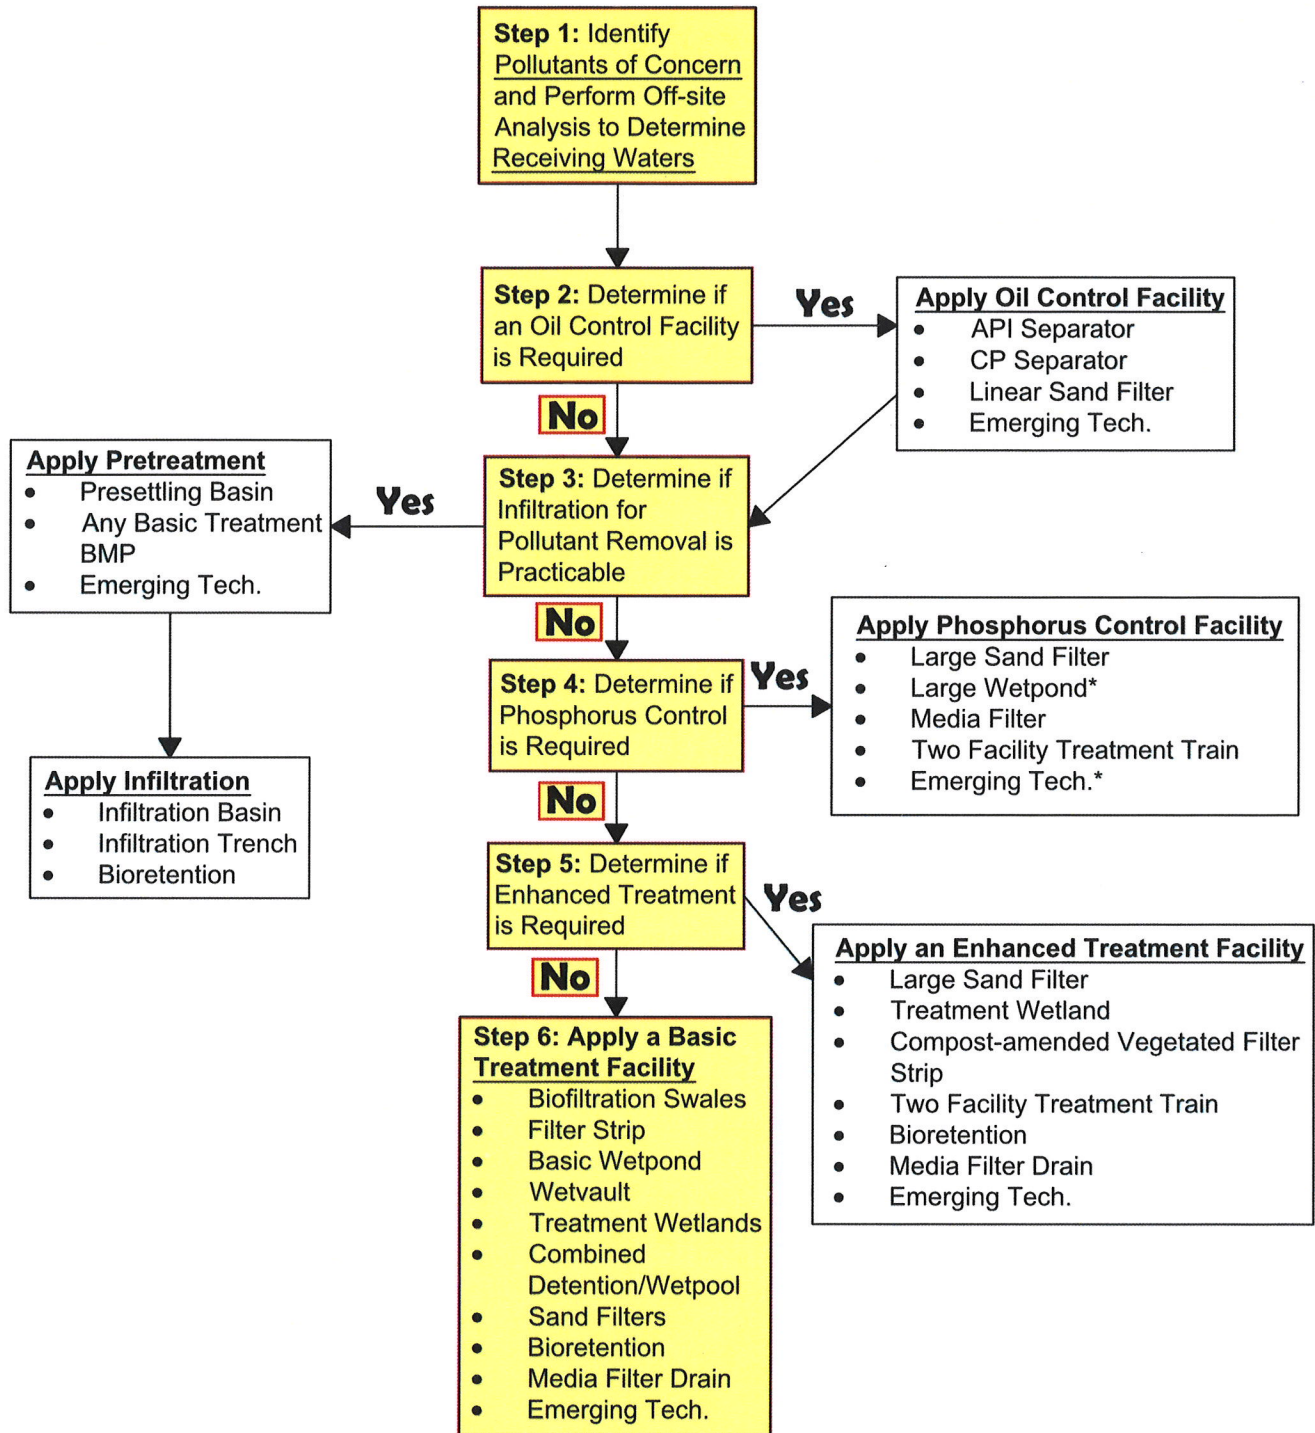 Step 1: Identify
Pollutants of Concern
and Perform Off-site
Analysis to Determine
Receiving Waters
Step 2: Determine if
an Oil Control Facility
is Required
Yes
Apply Oil Control Facility
• API Separator
• CP Separator
• Linear Sand Filter
• Emerging Tech.
No
Step 3: Determine if
Infiltration for
Pollutant Removal is
Practicable
Yes
Apply Pretreatment
• Presettling Basin
• Any Basic Treatment
BMP
• Emerging Tech.
Apply Infiltration
• Infiltration Basin
• Infiltration Trench
• Bioretention
No
Step 4: Determine if
Phosphorus Control
is Required
Yes
Apply Phosphorus Control Facility
• Large Sand Filter
• Large Wetpond*
• Media Filter
• Two Facility Treatment Train
• Emerging Tech.*
No
Step 5: Determine if
Enhanced Treatment
is Required
Yes
Apply an Enhanced Treatment Facility
• Large Sand Filter
• Treatment Wetland
• Compost-amended Vegetated Filter
Strip
• Two Facility Treatment Train
• Bioretention
• Media Filter Drain
• Emerging Tech.
No
Step 6: Apply a Basic
Treatment Facility
• Biofiltration Swales
• Filter Strip
• Basic Wetpond
• Wetvault
• Treatment Wetlands
• Combined
Detention/Wetpool
• Sand Filters
• Bioretention
• Media Filter Drain
• Emerging Tech.